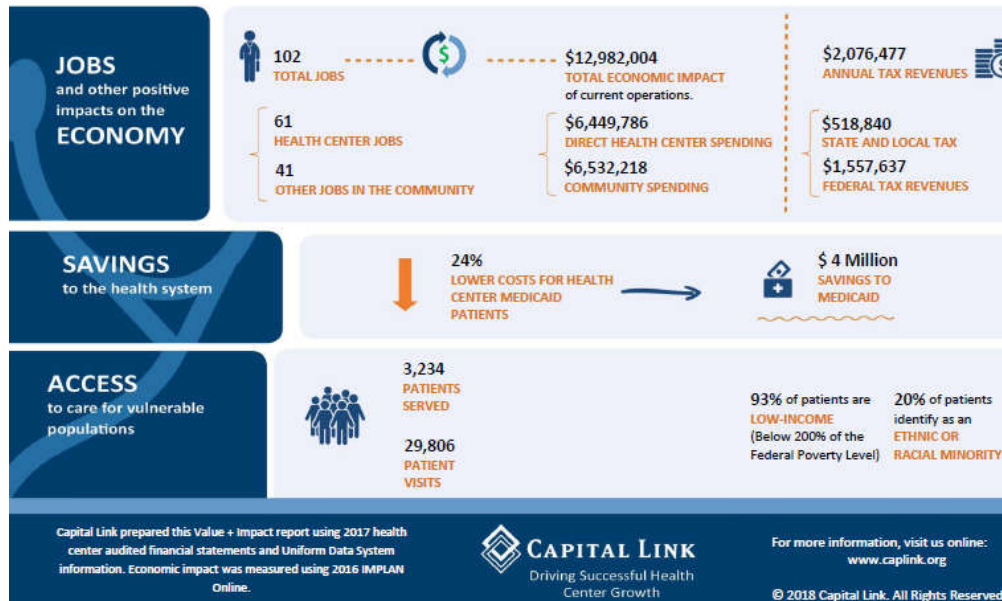 JOBS
and other positive
impacts on the
ECONOMY
102
TOTAL JOBS
$
$12,982,004
TOTAL ECONOMIC IMPACT
of current operations.
$2,076,477
ANNUAL TAX REVENUES
$
61
HEALTH CENTER JOBS
41
OTHER JOBS IN THE COMMUNITY
$6,449,786
DIRECT HEALTH CENTER SPENDING
$6,532,218
COMMUNITY SPENDING
$518,840
STATE AND LOCAL TAX
$1,557,637
FEDERAL TAX REVENUES
SAVINGS
to the health system
24%
LOWER COSTS FOR HEALTH
CENTER MEDICAID
PATIENTS
$ 4 Million
SAVINGS TO
MEDICAID
ACCESS
to care for vulnerable
populations
3,234
PATIENTS
SERVED
29,806
PATIENT
VISITS
93% of patients are
LOW-INCOME
(Below 200% of the
Federal Poverty Level)
20% of patients
identify as an
ETHNIC OR
RACIAL MINORITY
Capital Link prepared this Value + Impact report using 2017 health
center audited financial statements and Uniform Data System
information. Economic impact was measured using 2016 IMPLAN
Online.
CAPITAL LINK
Driving Successful Health
Center Growth
For more information, visit us online:
www.caplink.org
© 2018 Capital Link. All Rights Reserved